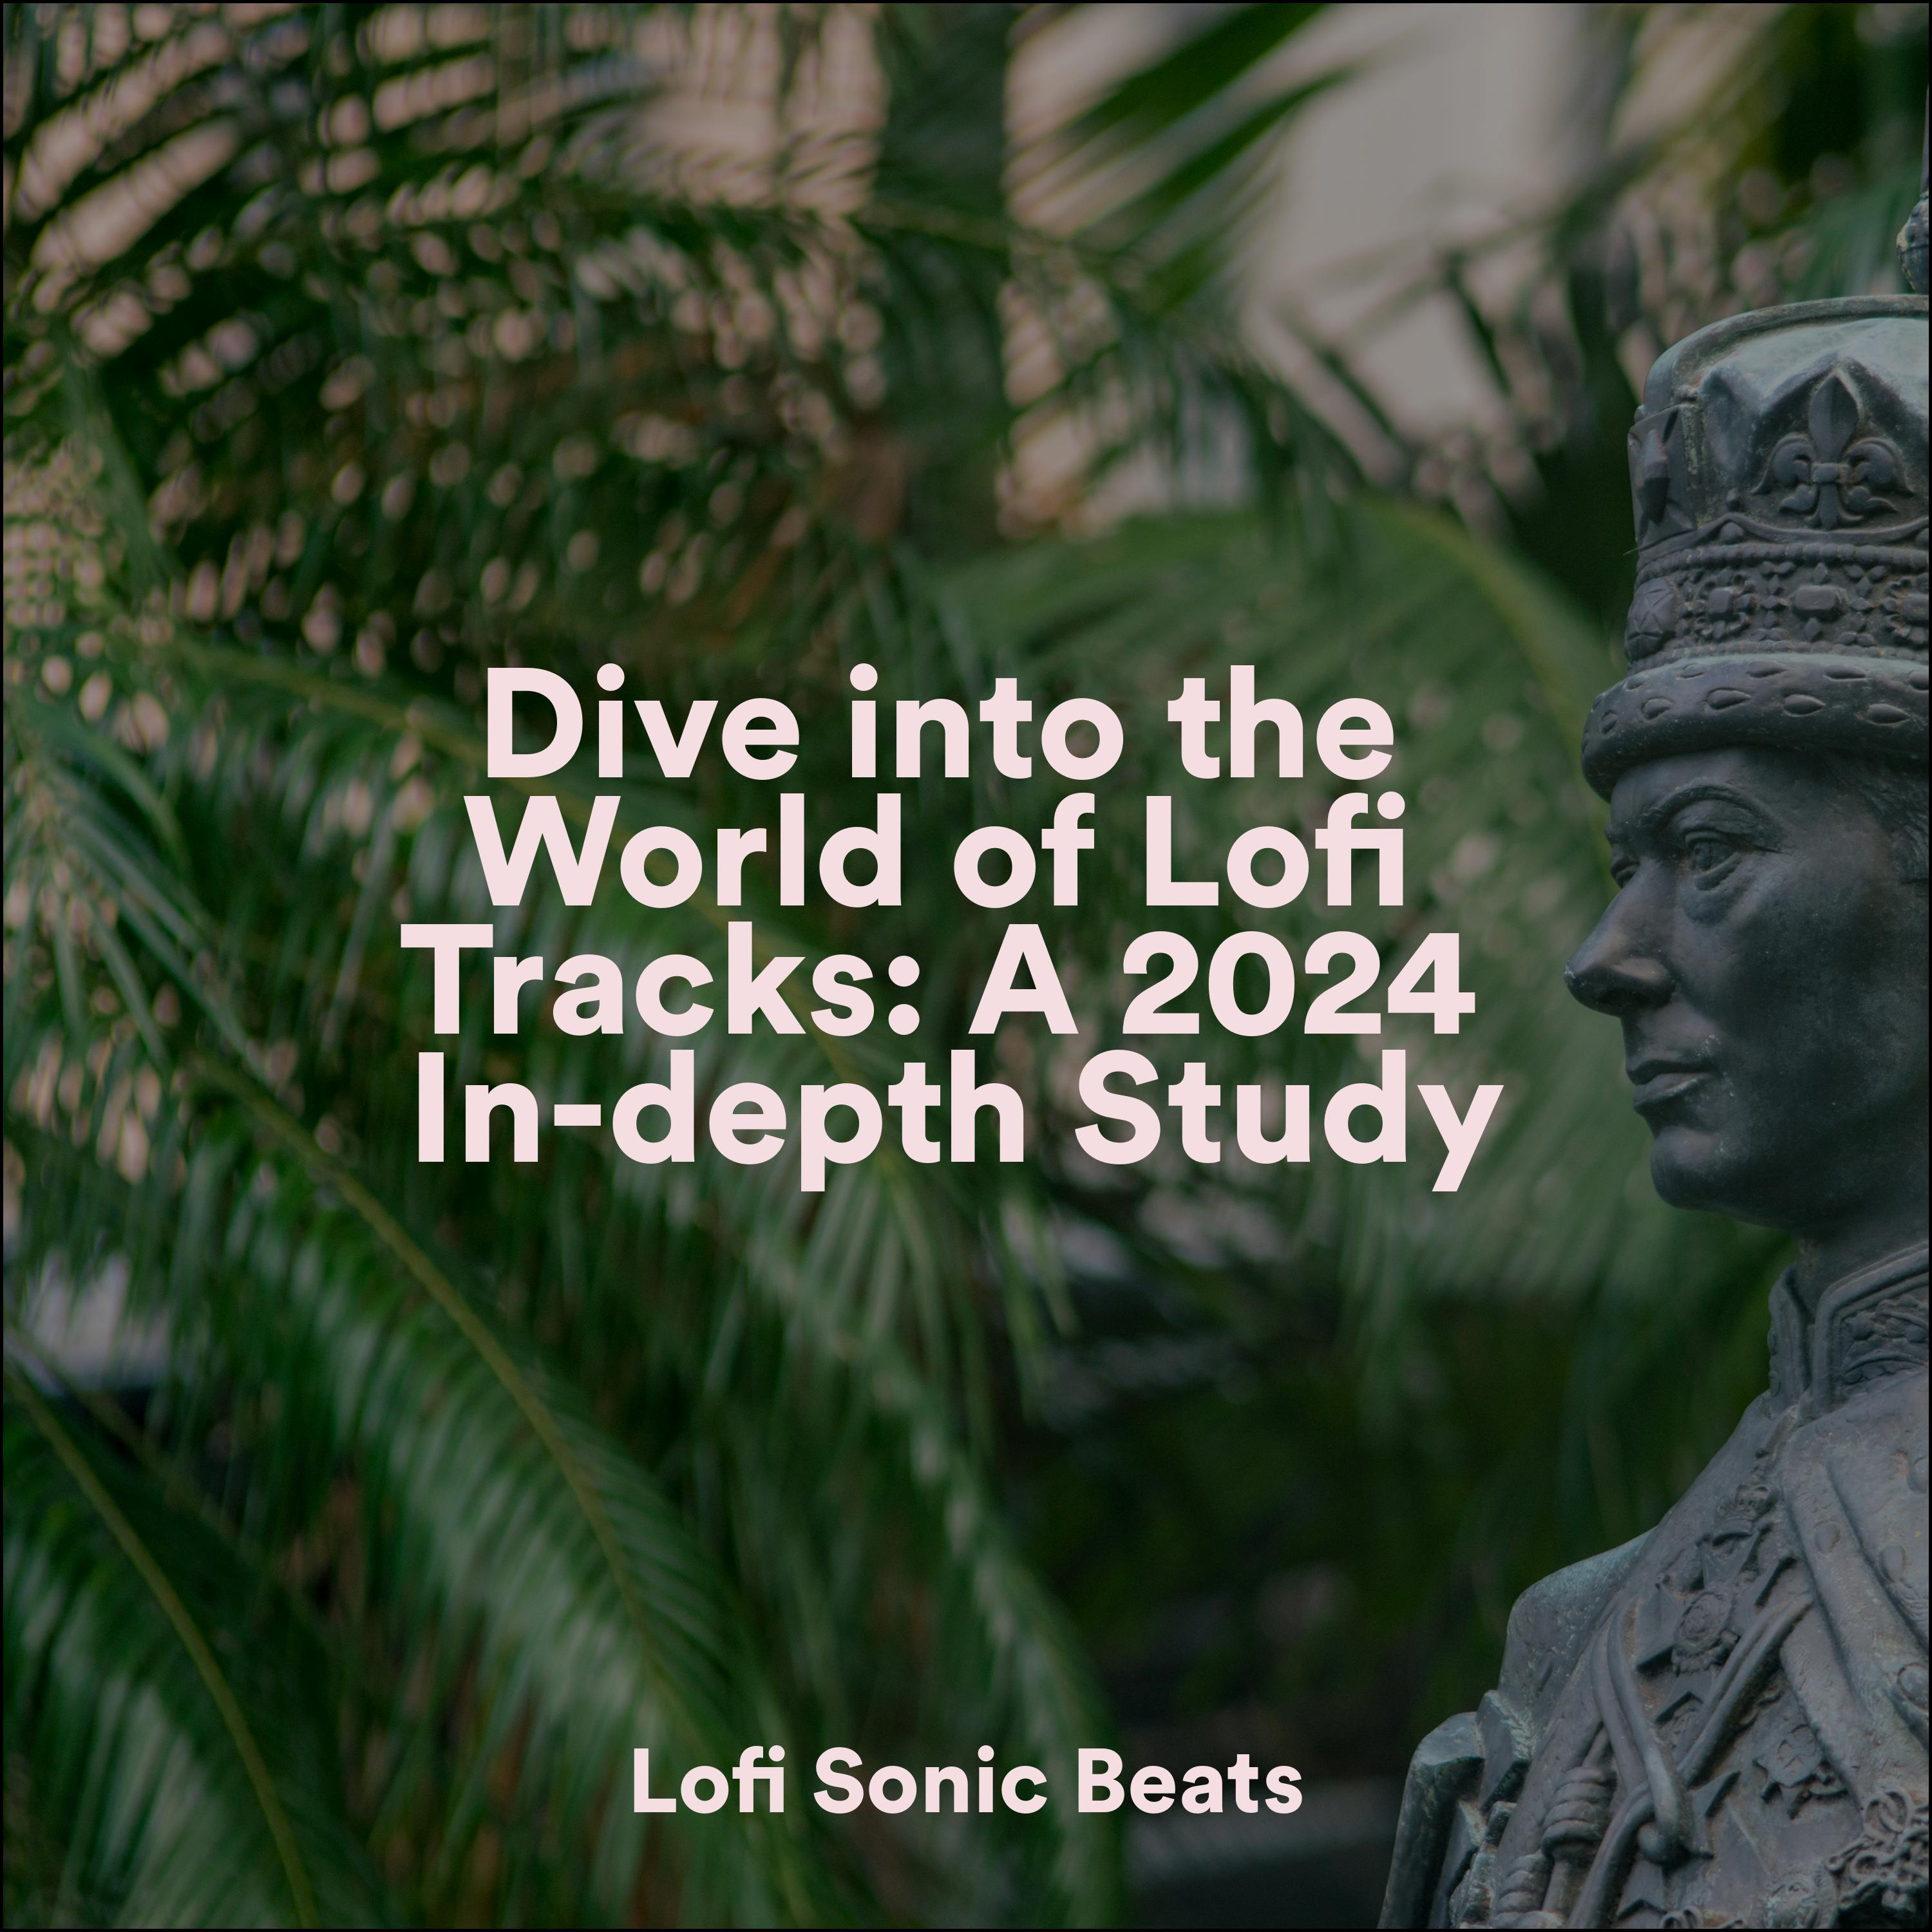 Dive into the
World of Lofi
Tracks: A 2024
In-depth Study
Lofi Sonic Beats